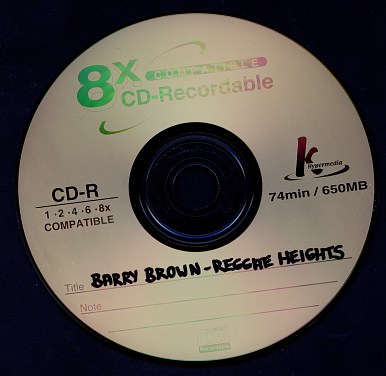 8x COMPATIBLE
CD-Recordable
k hypermedia
CD-R
1 · 2 · 4 · 6 · 8x
COMPATIBLE
74min / 650MB
Title BARRY BROWN - REGGAE HEIGHTS
Note